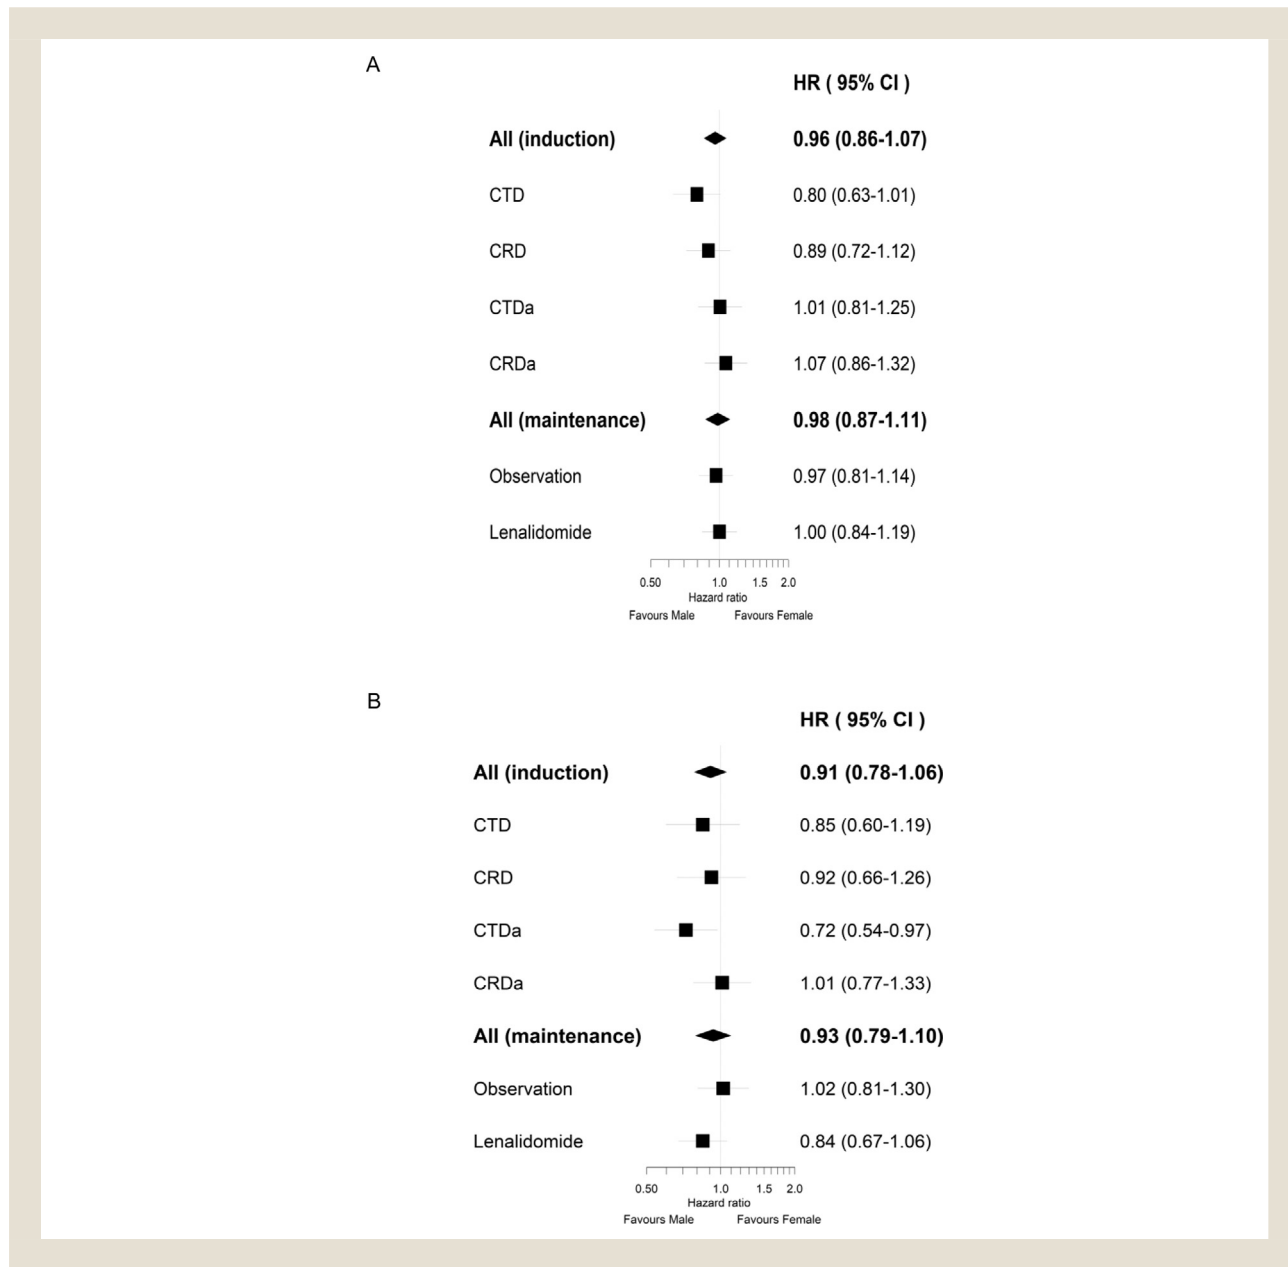 A
HR ( 95% CI )
All (induction) 0.96 (0.86-1.07)
CTD 0.80 (0.63-1.01)
CRD 0.89 (0.72-1.12)
CTDa 1.01 (0.81-1.25)
CRDa 1.07 (0.86-1.32)
All (maintenance) 0.98 (0.87-1.11)
Observation 0.97 (0.81-1.14)
Lenalidomide 1.00 (0.84-1.19)
0.50 1.0 1.5 2.0
Hazard ratio
Favours Male Favours Female
B
HR ( 95% CI )
All (induction) 0.91 (0.78-1.06)
CTD 0.85 (0.60-1.19)
CRD 0.92 (0.66-1.26)
CTDa 0.72 (0.54-0.97)
CRDa 1.01 (0.77-1.33)
All (maintenance) 0.93 (0.79-1.10)
Observation 1.02 (0.81-1.30)
Lenalidomide 0.84 (0.67-1.06)
0.50 1.0 1.5 2.0
Hazard ratio
Favours Male Favours Female